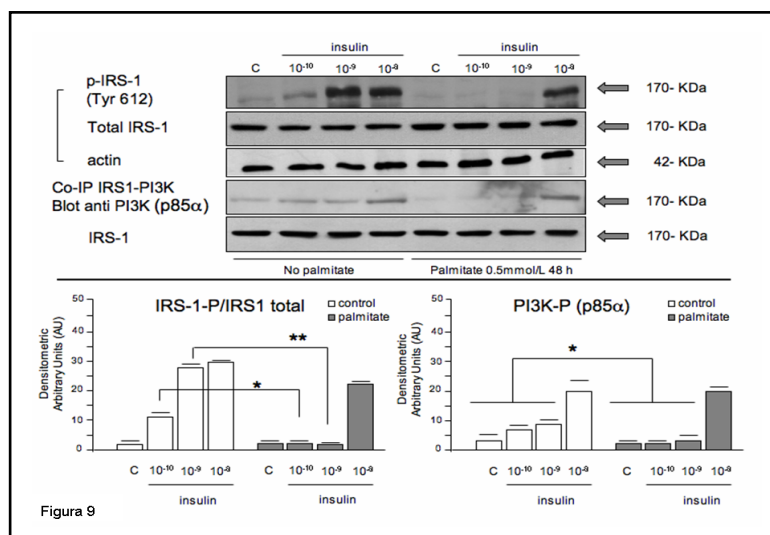 insulin insulin
C 10-10 10-9 10-8 C 10-10 10-9 10-8
p-IRS-1
(Tyr 612)
170- KDa
Total IRS-1
170- KDa
actin
42- KDa
Co-IP IRS1-PI3K
Blot anti PI3K (p85α)
170- KDa
IRS-1
170- KDa
No palmitate Palmitate 0.5mmol/L 48 h
IRS-1-P/IRS1 total
control
palmitate
Densitometric
Arbitrary Units (AU)
50
40
30
20
10
0
**
*
C 10-10 10-9 10-8 C 10-10 10-9 10-8
insulin insulin
PI3K-P (p85α)
control
palmitate
Densitometric
Arbitrary Units (AU)
50
40
30
20
10
0
*
C 10-10 10-9 10-8 C 10-10 10-9 10-8
insulin insulin
Figura 9